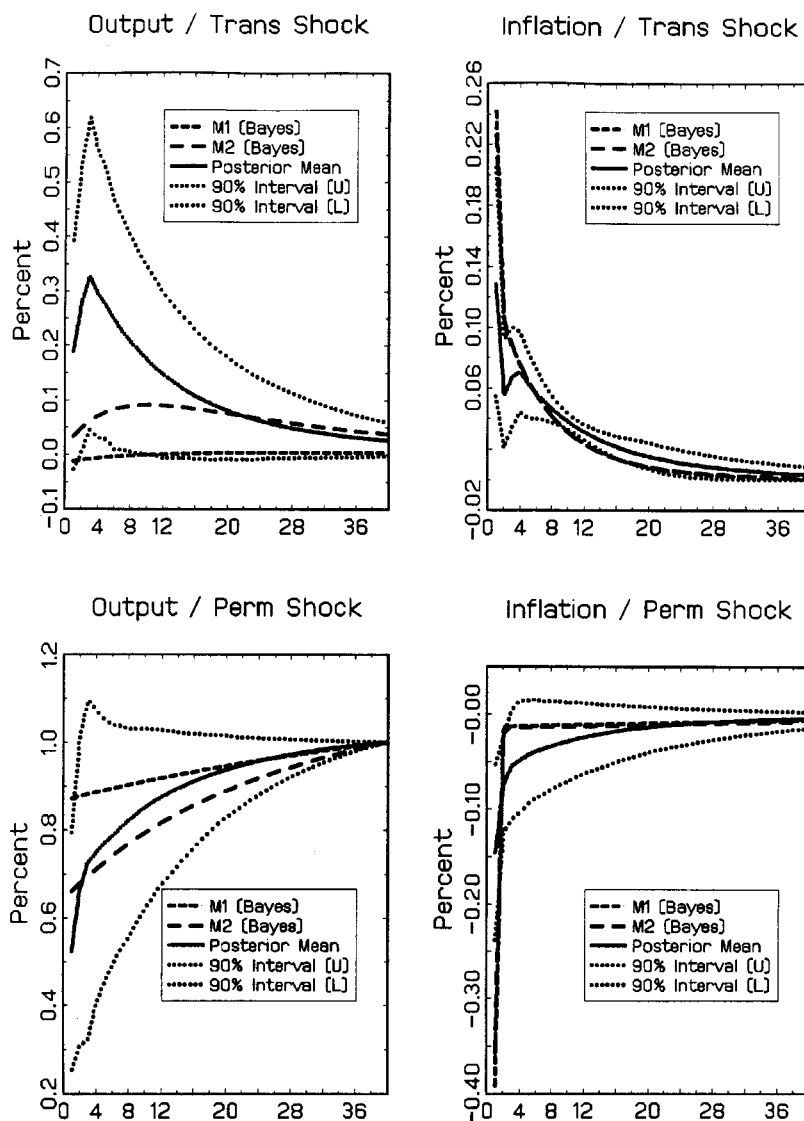 Output / Trans Shock
Percent
0.7
0.6
0.5
0.4
0.3
0.2
0.1
0.0
-0.1
M1 (Bayes)
M2 (Bayes)
Posterior Mean
90% Interval (U)
90% Interval (L)
0 4 8 12 20 28 36
Inflation / Trans Shock
Percent
0.26
0.22
0.18
0.14
0.10
0.06
-0.02
M1 (Bayes)
M2 (Bayes)
Posterior Mean
90% Interval (U)
90% Interval (L)
0 4 8 12 20 28 36
Output / Perm Shock
Percent
1.2
1.0
0.8
0.6
0.4
0.2
M1 (Bayes)
M2 (Bayes)
Posterior Mean
90% Interval (U)
90% Interval (L)
0 4 8 12 20 28 36
Inflation / Perm Shock
Percent
-0.00
-0.10
-0.20
-0.30
-0.40
M1 (Bayes)
M2 (Bayes)
Posterior Mean
90% Interval (U)
90% Interval (L)
0 4 8 12 20 28 36